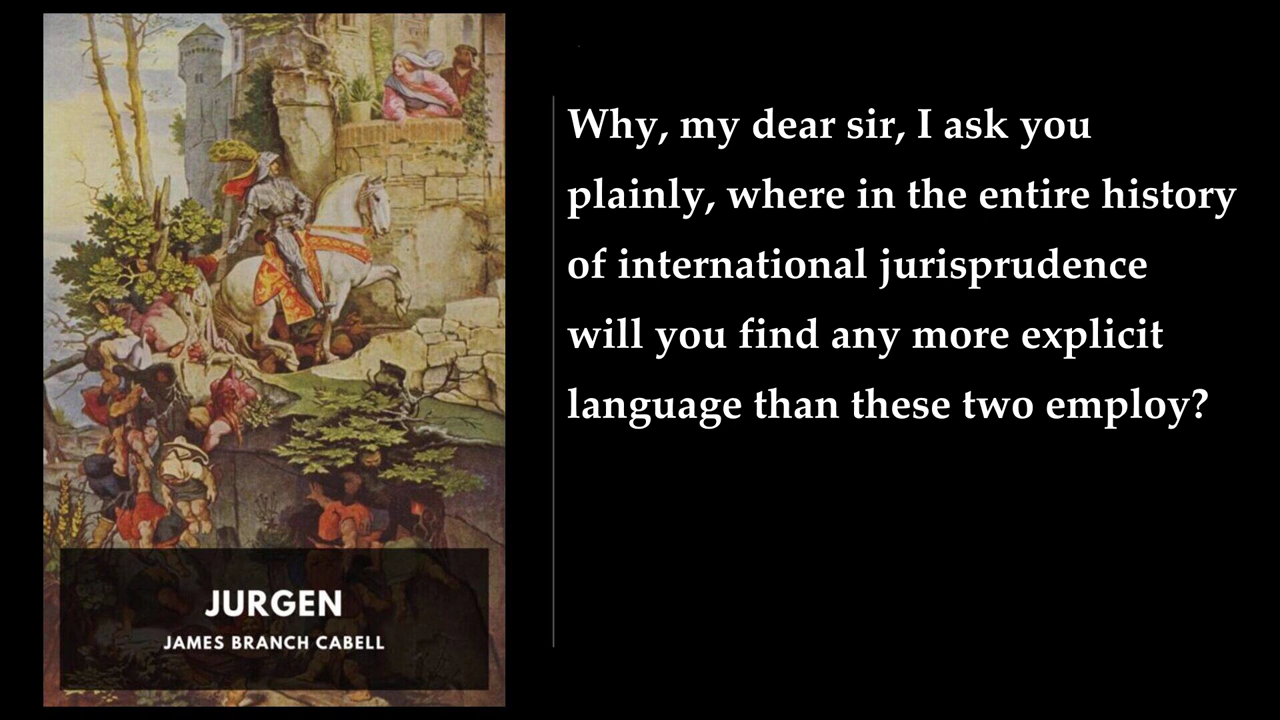 JURGEN
JAMES BRANCH CABELL
Why, my dear sir, I ask you
plainly, where in the entire history
of international jurisprudence
will you find any more explicit
language than these two employ?